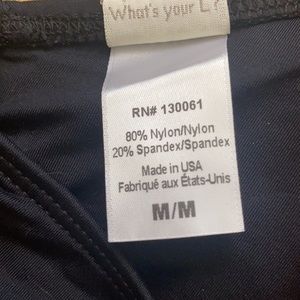 What's your L?
RN# 130061
80% Nylon/Nylon
20% Spandex/Spandex
Made in USA
Fabriqué aux États-Unis
M/M